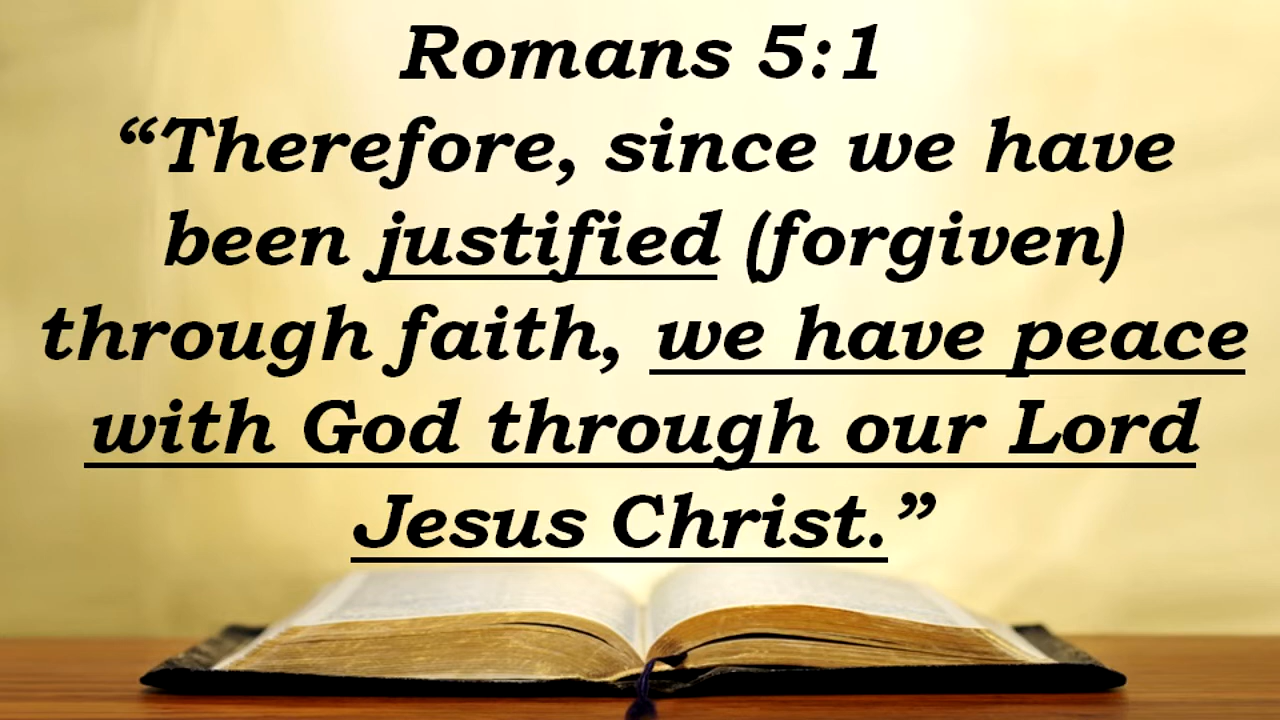 Romans 5:1
“Therefore, since we have
been justified (forgiven)
through faith, we have peace
with God through our Lord
Jesus Christ.”